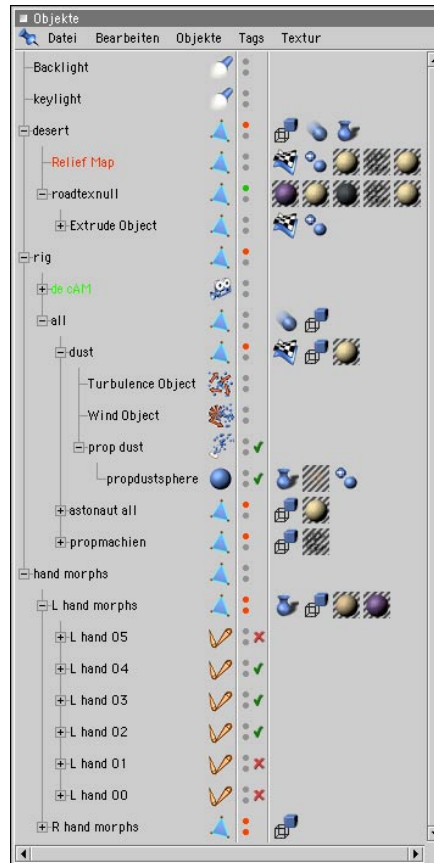 Objekte
Datei Bearbeiten Objekte Tags Textur
Backlight
keylight
desert
Relief Map
roadtexnull
Extrude Object
rig
de cAM
all
dust
Turbulence Object
Wind Object
prop dust
propdustsphere
astonaut all
propmachien
hand morphs
L hand morphs
L hand 05
L hand 04
L hand 03
L hand 02
L hand 01
L hand 00
R hand morphs